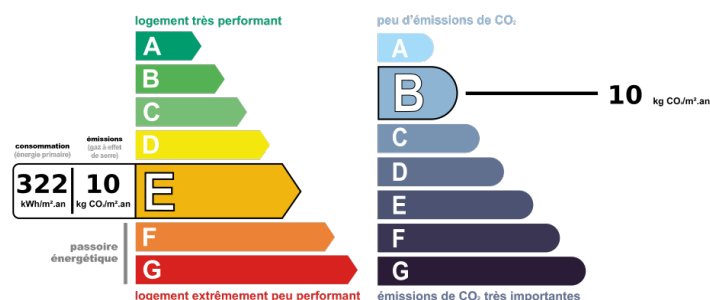 logement très performant
A
B
C
D
consommation
(énergie primaire)
émissions
(gaz à effet
de serre)
322
kWh/m².an
10
kg CO₂/m².an
E
F
G
passoire
énergétique
logement extrêmement peu performant
peu d'émissions de CO₂
A
B
10
kg CO₂/m².an
C
D
E
F
G
émissions de CO₂ très importantes